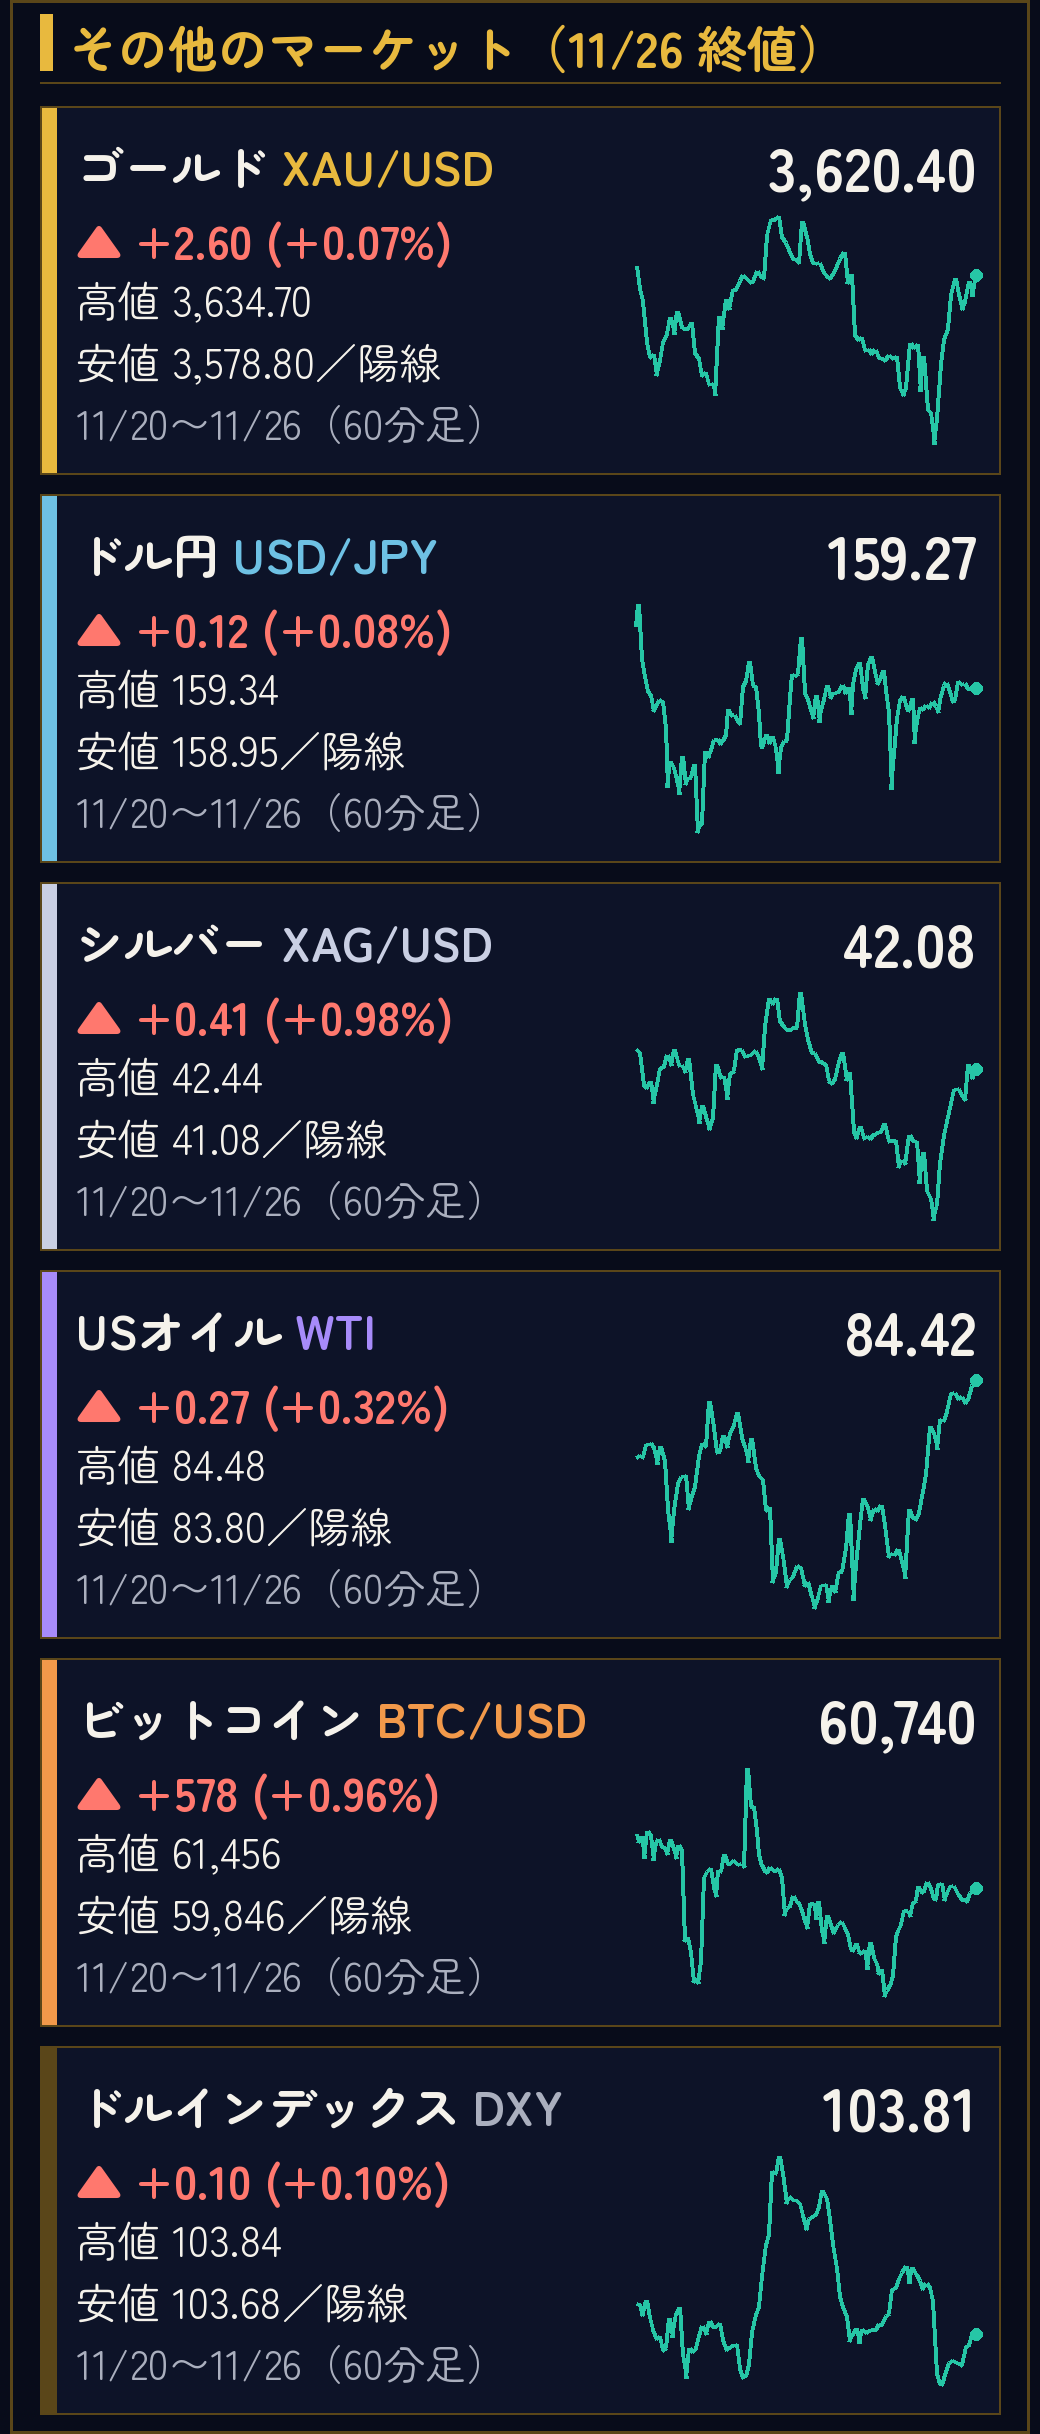 その他のマーケット（11/26 終値）
ゴールド XAU/USD 3,620.40
▲ +2.60 (+0.07%)
高値 3,634.70
安値 3,578.80／陽線
11/20〜11/26（60分足）
ドル円 USD/JPY 159.27
▲ +0.12 (+0.08%)
高値 159.34
安値 158.95／陽線
11/20〜11/26（60分足）
シルバー XAG/USD 42.08
▲ +0.41 (+0.98%)
高値 42.44
安値 41.08／陽線
11/20〜11/26（60分足）
USオイル WTI 84.42
▲ +0.27 (+0.32%)
高値 84.48
安値 83.80／陽線
11/20〜11/26（60分足）
ビットコイン BTC/USD 60,740
▲ +578 (+0.96%)
高値 61,456
安値 59,846／陽線
11/20〜11/26（60分足）
ドルインデックス DXY 103.81
▲ +0.10 (+0.10%)
高値 103.84
安値 103.68／陽線
11/20〜11/26（60分足）